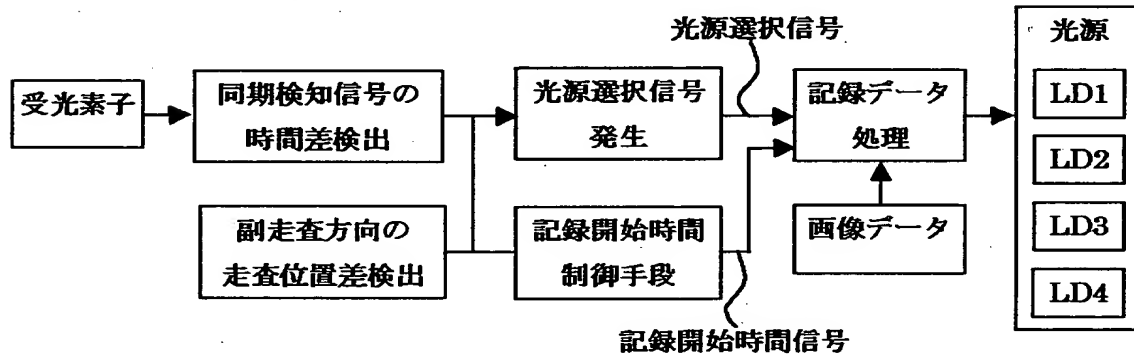 光源選択信号
光源
受光素子
同期検知信号の
時間差検出
光源選択信号
発生
記録データ
処理
LD1
LD2
副走査方向の
走査位置差検出
記録開始時間
制御手段
画像データ
LD3
LD4
記録開始時間信号